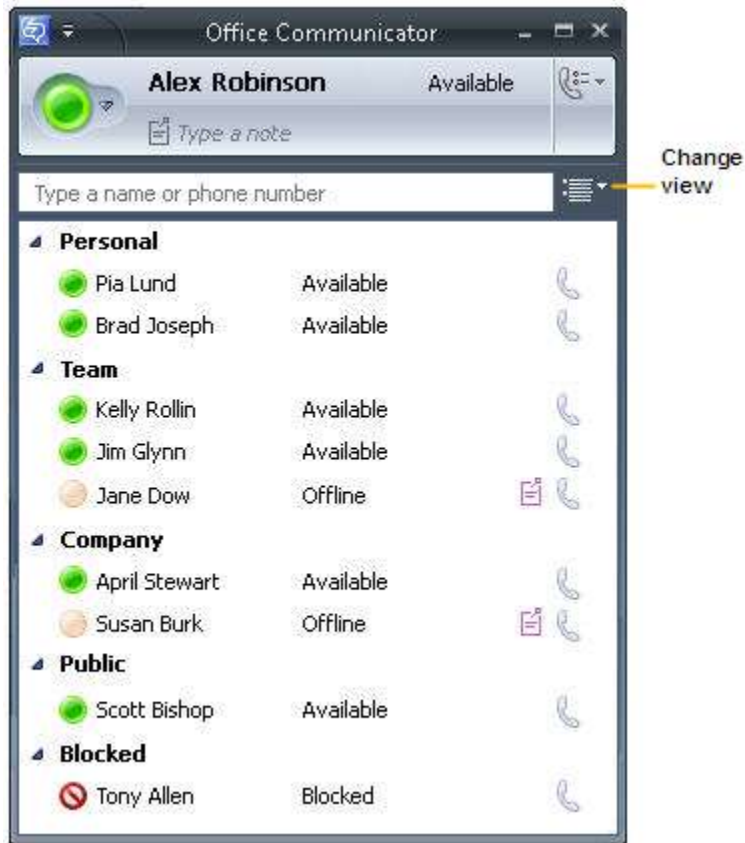 Office Communicator
Alex Robinson Available
Type a note
Change
view
Type a name or phone number
Personal
Pia Lund Available
Brad Joseph Available
Team
Kelly Rollin Available
Jim Glynn Available
Jane Dow Offline
Company
April Stewart Available
Susan Burk Offline
Public
Scott Bishop Available
Blocked
Tony Allen Blocked